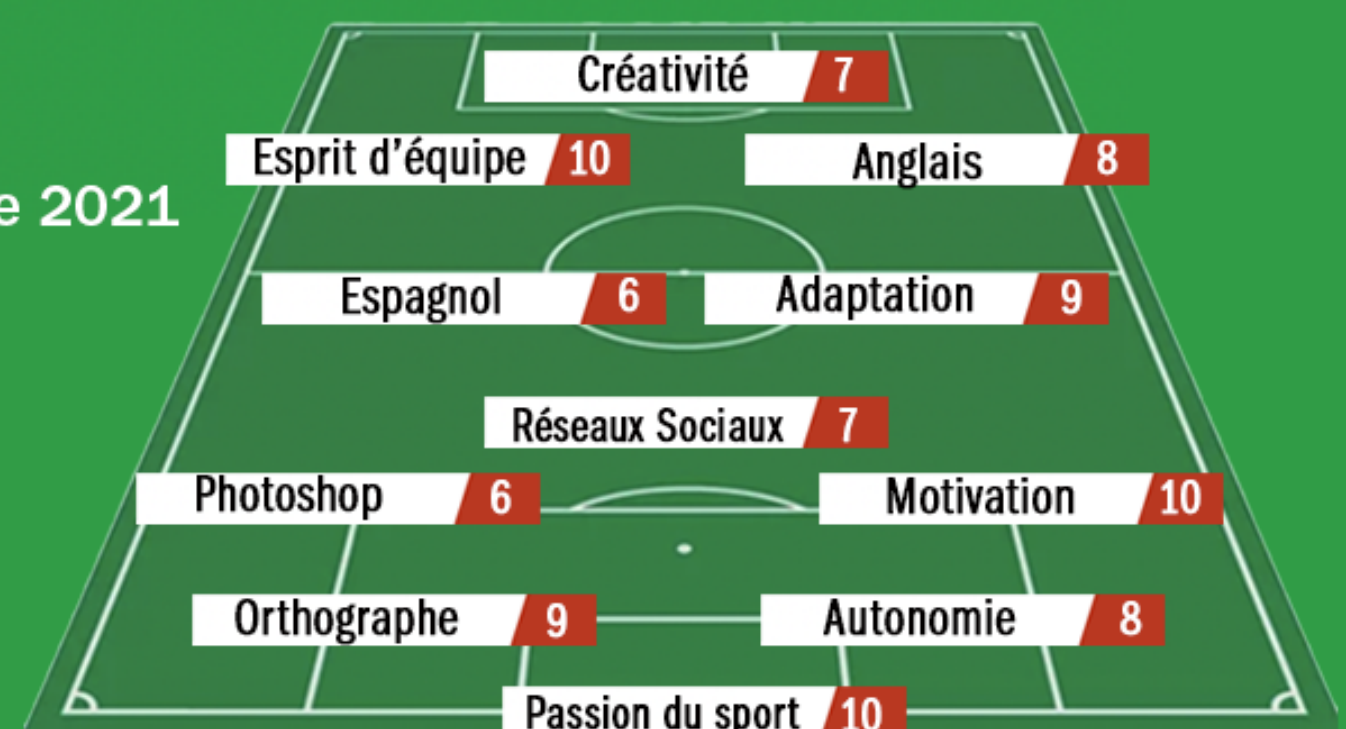 Créativité 7
Esprit d’équipe 10
Anglais 8
e 2021
Espagnol 6
Adaptation 9
Réseaux Sociaux 7
Photoshop 6
Motivation 10
Orthographe 9
Autonomie 8
Passion du sport 10